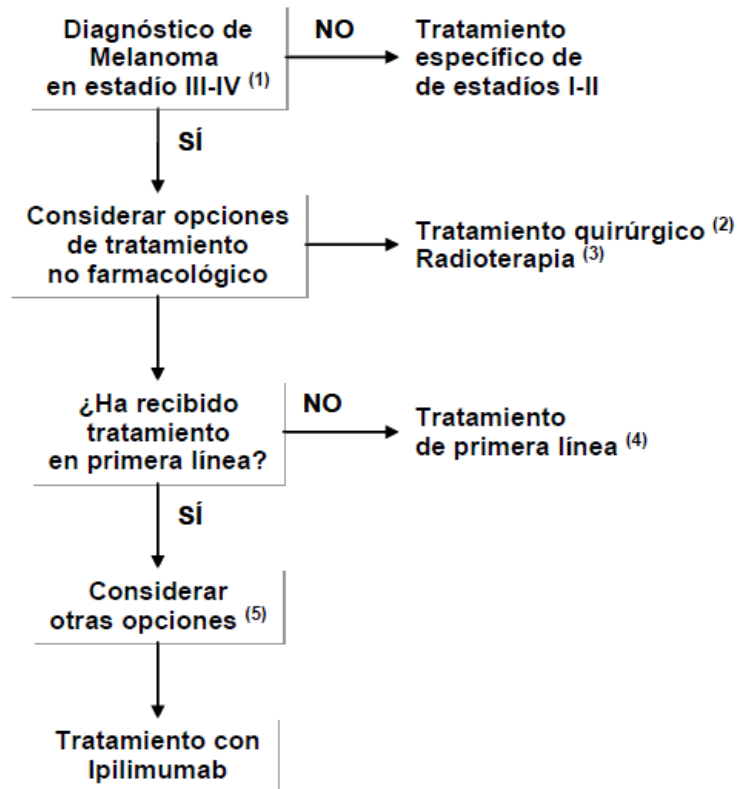 Diagnóstico de
Melanoma
en estadío III-IV (1)
NO
Tratamiento
específico de
de estadíos I-II
SÍ
Considerar opciones
de tratamiento
no farmacológico
Tratamiento quirúrgico (2)
Radioterapia (3)
¿Ha recibido
tratamiento
en primera línea?
NO
Tratamiento
de primera línea (4)
SÍ
Considerar
otras opciones (5)
Tratamiento con
Ipilimumab